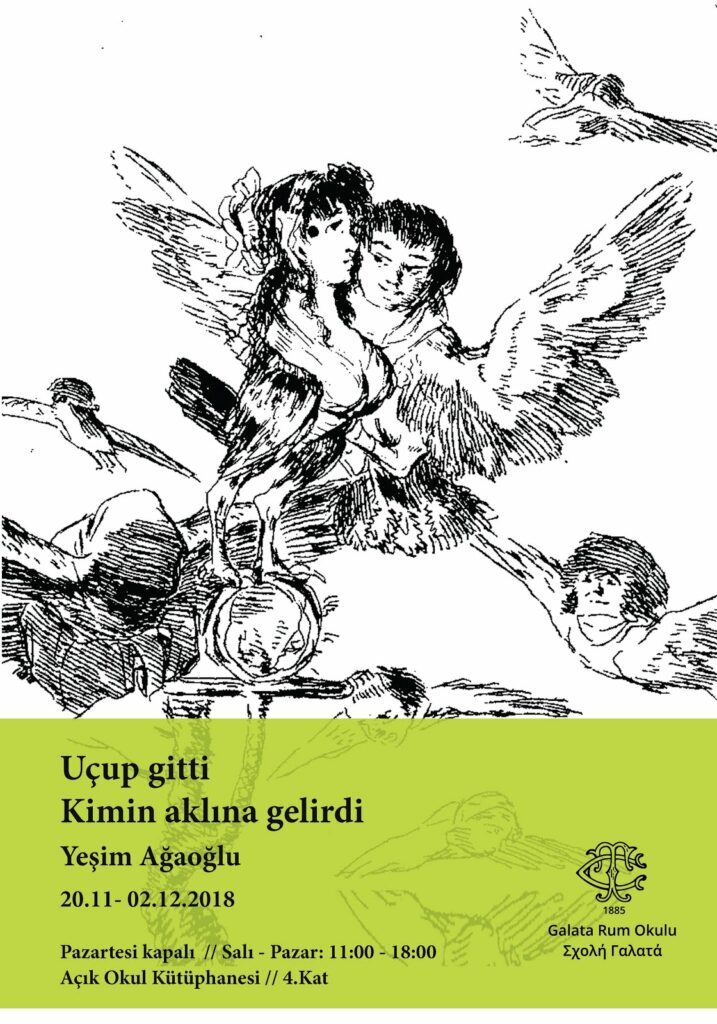 Uçup gitti
Kimin aklına gelirdi
Yeşim Ağaoğlu
20.11- 02.12.2018
Pazartesi kapalı // Salı - Pazar: 11:00 - 18:00
Açık Okul Kütüphanesi // 4.Kat
1885
Galata Rum Okulu
Σχολή Γαλατά